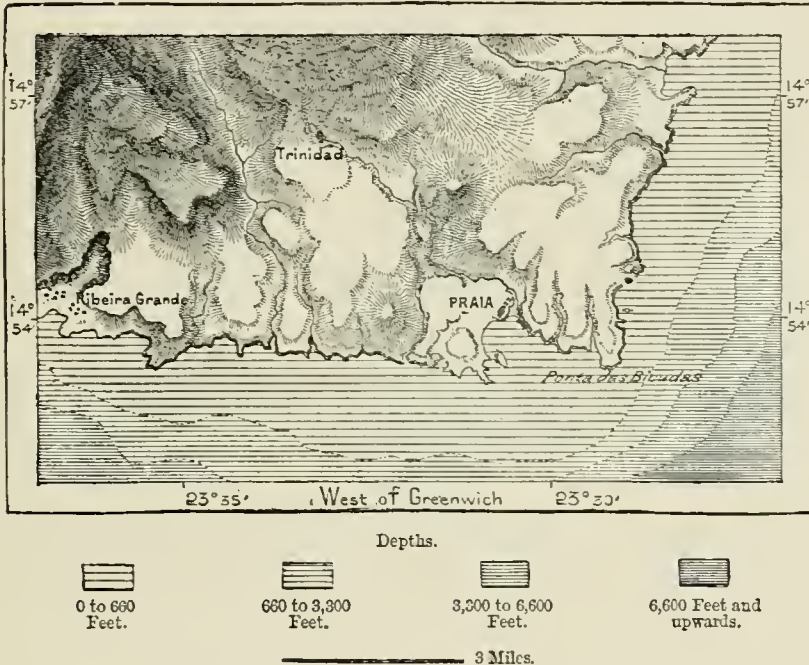 14°
57'
14°
57'
Trinidad
Ribeira Grande
PRAIA
14°
54'
14°
54'
Ponta das Bicudas
23°35' West of Greenwich 23°30'
Depths.
0 to 660
Feet.
660 to 3,300
Feet.
3,300 to 6,600
Feet.
6,600 Feet and
upwards.
3 Miles.